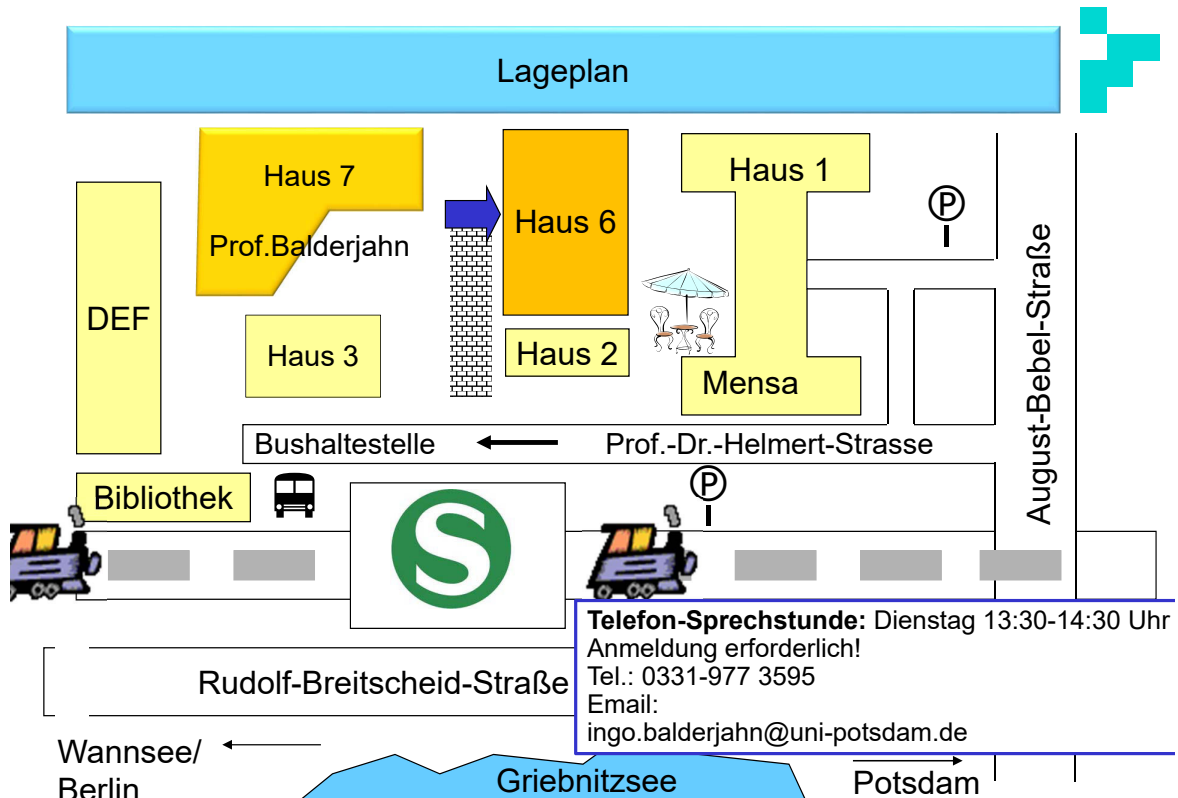 Lageplan
Haus 7
Prof.Balderjahn
Haus 6
Haus 1
P
DEF
Haus 3
Haus 2
Mensa
August-Bebel-Straße
Bushaltestelle
Prof.-Dr.-Helmert-Strasse
Bibliothek
P
S
Telefon-Sprechstunde: Dienstag 13:30-14:30 Uhr
Anmeldung erforderlich!
Tel.: 0331-977 3595
Email:
ingo.balderjahn@uni-potsdam.de
Rudolf-Breitscheid-Straße
Wannsee/
Berlin
Griebnitzsee
Potsdam